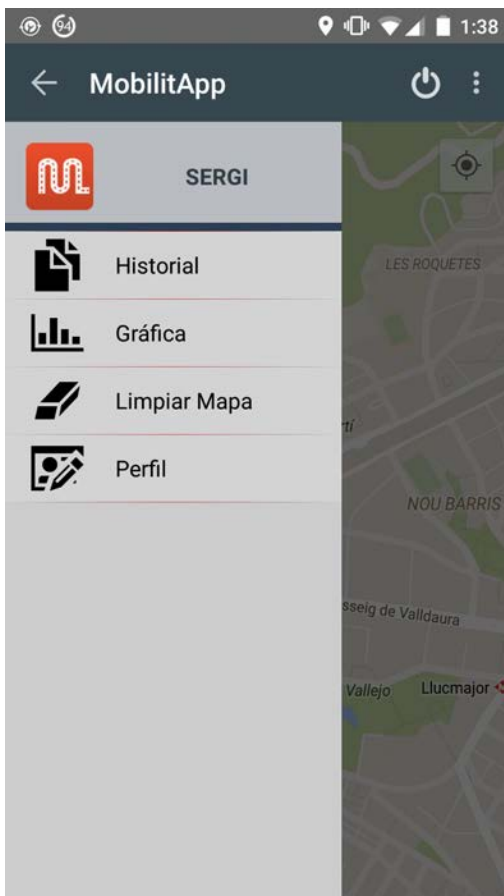 94
1:38
MobilitApp
SERGI
Historial
Gráfica
Limpiar Mapa
Perfil
LES ROQUETES
NOU BARRIS
sseig de Valldaura
Vallejo
Llucmajor